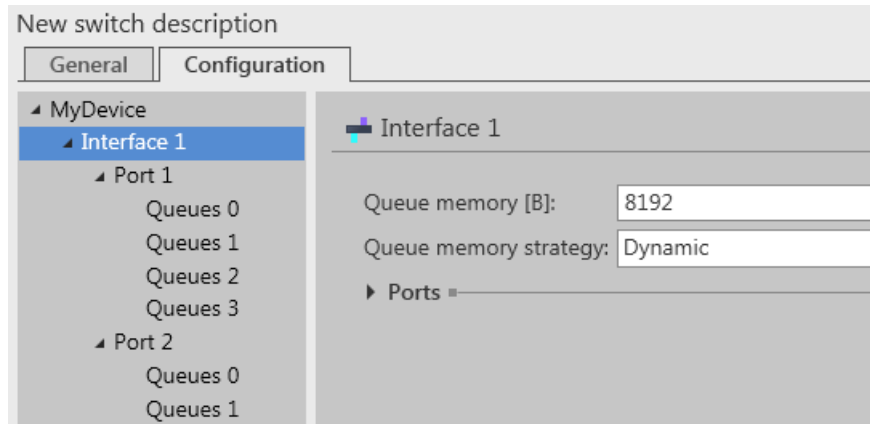 New switch description
General Configuration
MyDevice
Interface 1
Port 1
Queues 0
Queues 1
Queues 2
Queues 3
Port 2
Queues 0
Queues 1
Interface 1
Queue memory [B]: 8192
Queue memory strategy: Dynamic
Ports